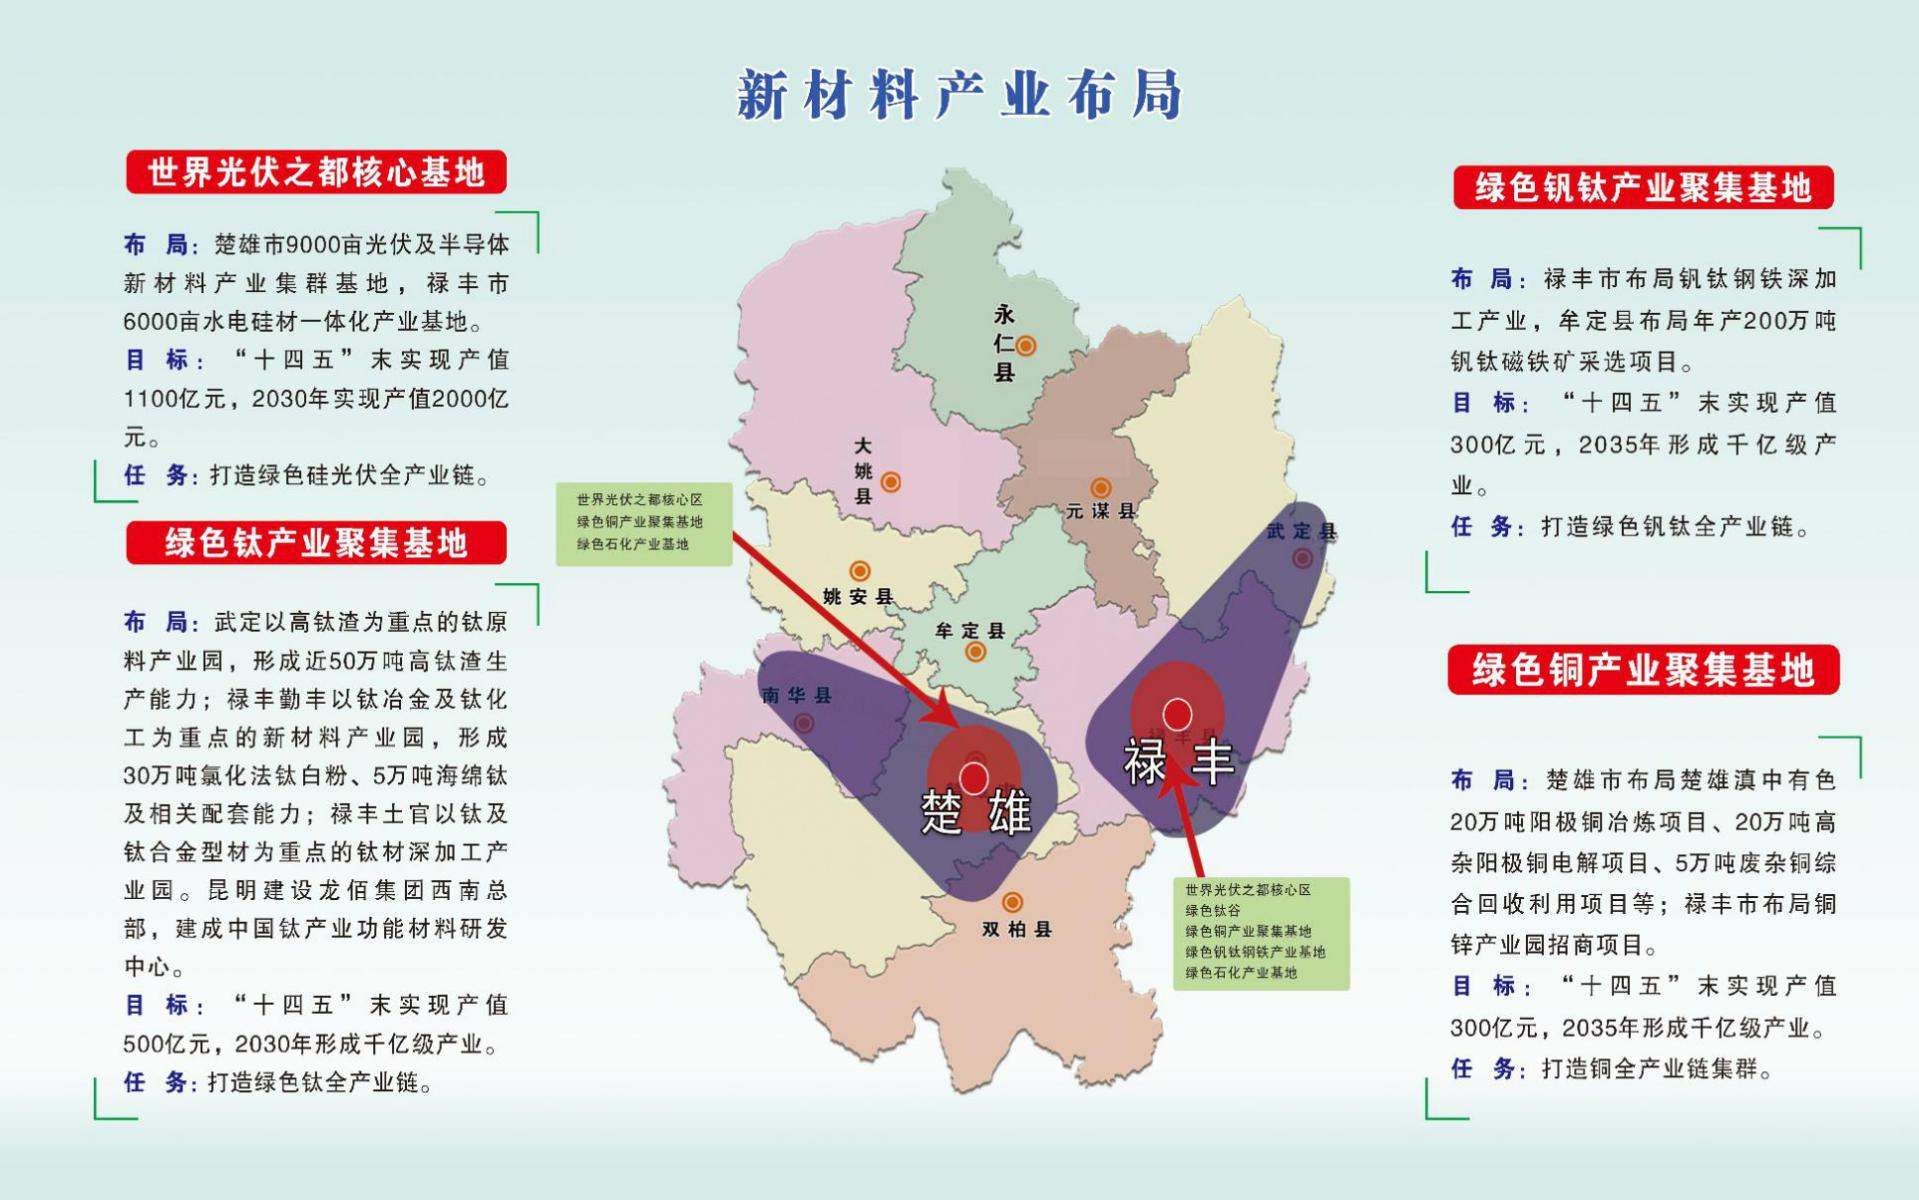 新材料产业布局
世界光伏之都核心基地
布 局：楚雄市9000亩光伏及半导体
新材料产业集群基地，禄丰市
6000亩水电硅材一体化产业基地。
目 标：“十四五”末实现产值
1100亿元，2030年实现产值2000亿
元。
任 务：打造绿色硅光伏全产业链。
绿色钛产业聚集基地
布 局：武定以高钛渣为重点的钛原
料产业园，形成近50万吨高钛渣生
产能力；禄丰勤丰以钛冶金及钛化
工为重点的新材料产业园，形成
30万吨氯化法钛白粉、5万吨海绵钛
及相关配套能力；禄丰土官以钛及
钛合金型材为重点的钛材深加工产
业园。昆明建设龙佰集团西南总
部，建成中国钛产业功能材料研发
中心。
目 标：“十四五”末实现产值
500亿元，2030年形成千亿级产业。
任 务：打造绿色钛全产业链。
永仁县
大姚县
元谋县
武定县
姚安县
牟定县
南华县
楚雄
禄丰
双柏县
世界光伏之都核心区
绿色铜产业聚集基地
绿色石化产业基地
世界光伏之都核心区
绿色钛谷
绿色铜产业聚集基地
绿色钒钛钢铁产业基地
绿色石化产业基地
绿色钒钛产业聚集基地
布 局：禄丰市布局钒钛钢铁深加
工产业，牟定县布局年产200万吨
钒钛磁铁矿采选项目。
目 标：“十四五”末实现产值
300亿元，2035年形成千亿级产
业。
任 务：打造绿色钒钛全产业链。
绿色铜产业聚集基地
布 局：楚雄市布局楚雄滇中有色
20万吨阳极铜冶炼项目、20万吨高
杂阳极铜电解项目、5万吨废杂铜综
合回收利用项目等；禄丰市布局铜
锌产业园招商项目。
目 标：“十四五”末实现产值
300亿元，2035年形成千亿级产业。
任 务：打造铜全产业链集群。